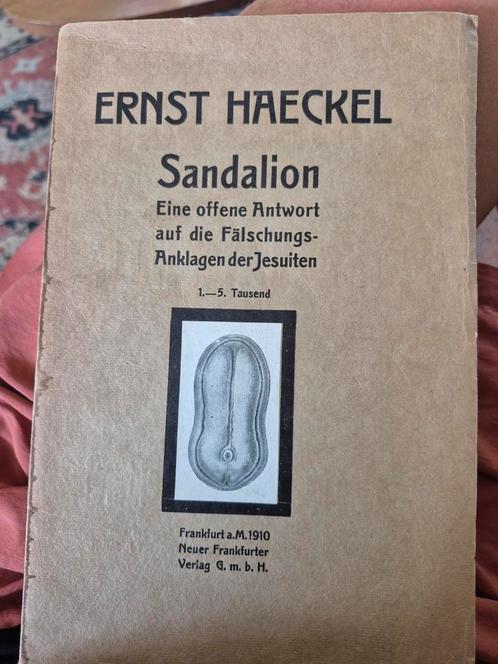 ERNST HAECKEL
Sandalion
Eine offene Antwort
auf die Fälschungs-
Anklagen der Jesuiten
1.—5. Tausend
Frankfurt a.M. 1910
Neuer Frankfurter
Verlag G. m. b. H.